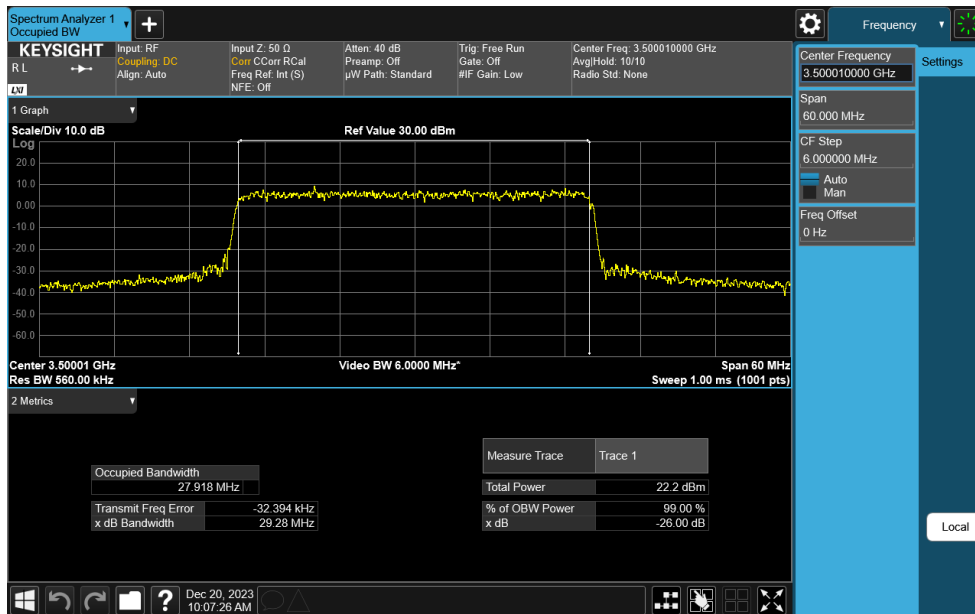 Spectrum Analyzer 1
Occupied BW
Frequency
KEYSIGHT
R L
LXI
Input: RF
Coupling: DC
Align: Auto
Input Z: 50 Ω
Corr CCorr RCal
Freq Ref: Int (S)
NFE: Off
Atten: 40 dB
Preamp: Off
µW Path: Standard
Trig: Free Run
Gate: Off
#IF Gain: Low
Center Freq: 3.500010000 GHz
Avg|Hold: 10/10
Radio Std: None
Center Frequency
3.500010000 GHz
Settings
Span
60.000 MHz
CF Step
6.000000 MHz
Auto
Man
Freq Offset
0 Hz
Local
1 Graph
Scale/Div 10.0 dB
Ref Value 30.00 dBm
Log
20.0
10.0
0.00
-10.0
-20.0
-30.0
-40.0
-50.0
-60.0
Center 3.50001 GHz
Video BW 6.0000 MHz*
Span 60 MHz
Res BW 560.00 kHz
Sweep 1.00 ms (1001 pts)
2 Metrics
Measure Trace
Trace 1
Occupied Bandwidth
27.918 MHz
Total Power
22.2 dBm
Transmit Freq Error
-32.394 kHz
% of OBW Power
99.00 %
x dB Bandwidth
29.28 MHz
x dB
-26.00 dB
?
Dec 20, 2023
10:07:26 AM